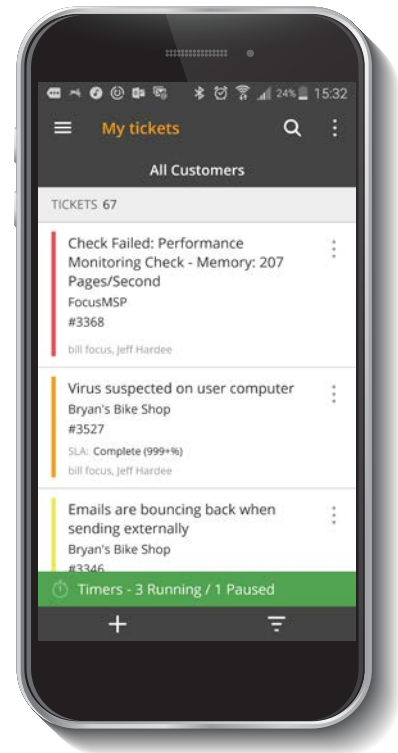 24% 15:32
My tickets
All Customers
TICKETS 67
Check Failed: Performance
Monitoring Check - Memory: 207
Pages/Second
FocusMSP
#3368
bill focus, Jeff Hardee
Virus suspected on user computer
Bryan's Bike Shop
#3527
SLA: Complete (999+%)
bill focus, Jeff Hardee
Emails are bouncing back when
sending externally
Bryan's Bike Shop
#3346
Timers - 3 Running / 1 Paused